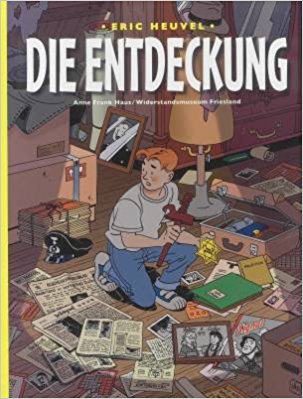 • ERIC HEUVEL •
DIE ENTDECKUNG
Anne Frank Haus/Widerstandsmuseum Friesland